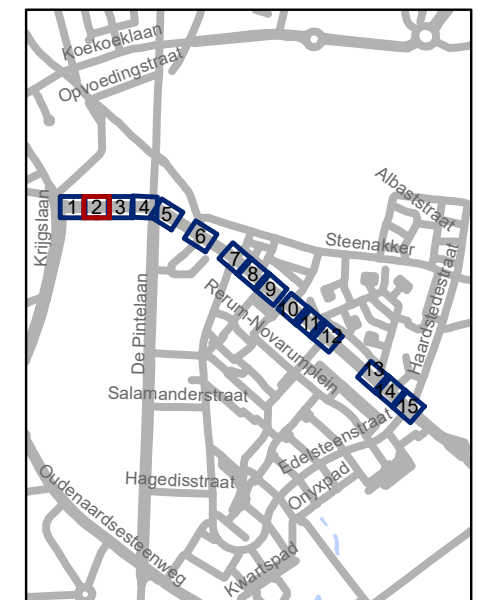 Koekoeklaan
Opvoedingstraat
Albaststraat
Krijgslaan
1 2 3 4 5
6
Steenakker
7
8
9
10
11
12
Haardstedestraat
De Pintelaan
Rerum-Novarumplein
13
14
15
Salamanderstraat
Edelsteenstraat
Hagedisstraat
Onyxpad
Oudenaardsesteenweg
Kwartspad